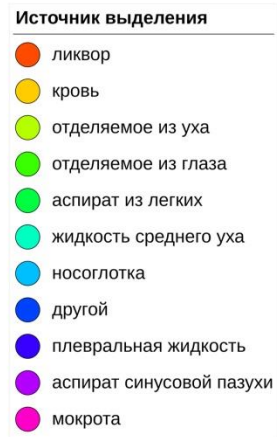 Источник выделения
ликвор
кровь
отделяемое из уха
отделяемое из глаза
аспират из легких
жидкость среднего уха
носоглотка
другой
плевральная жидкость
аспират синусовой пазухи
мокрота